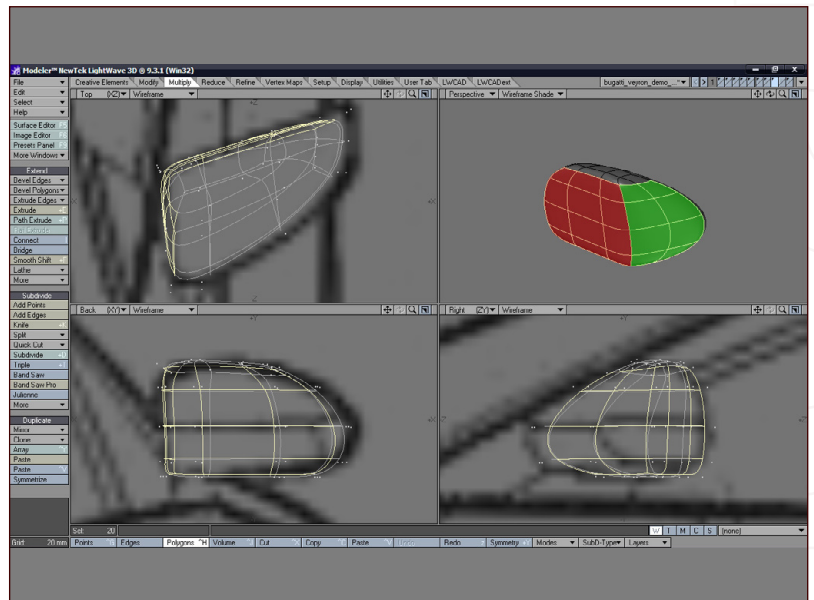 Modeler™ NewTek LightWave 3D ® 9.3.1 (Win32)
File Creative Elements Modify Multiply Reduce Refine Vertex Maps Setup Display Utilities User Tab LWCAD LWCADext bugatti_veyron_demo_... 1
Edit Top (XZ) Wireframe Perspective Wireframe Shade
Select
Help
Surface Editor F5
Image Editor F6
Presets Panel F8
More Windows
Extend
Bevel Edges
Bevel Polygons
Extrude Edges
Extrude
Path Extrude
Connect
Bridge
Smooth Shift
Lathe
More
Subdivide
Back (XY) Wireframe Right (ZY) Wireframe
Add Points
Add Edges
Knife
Split
Quick Cut
Subdivide
Triple
Band Saw
Band Saw Pro
Julienne
More
Duplicate
Mirror
Clone
Array
Paste
Paste
Symmetrize
Sel: 20 W T M C S (none)
Grid: 20 mm Points Edges Polygons ^H Volume Cut Copy Paste Undo Redo Symmetry Modes SubD-Type Layers